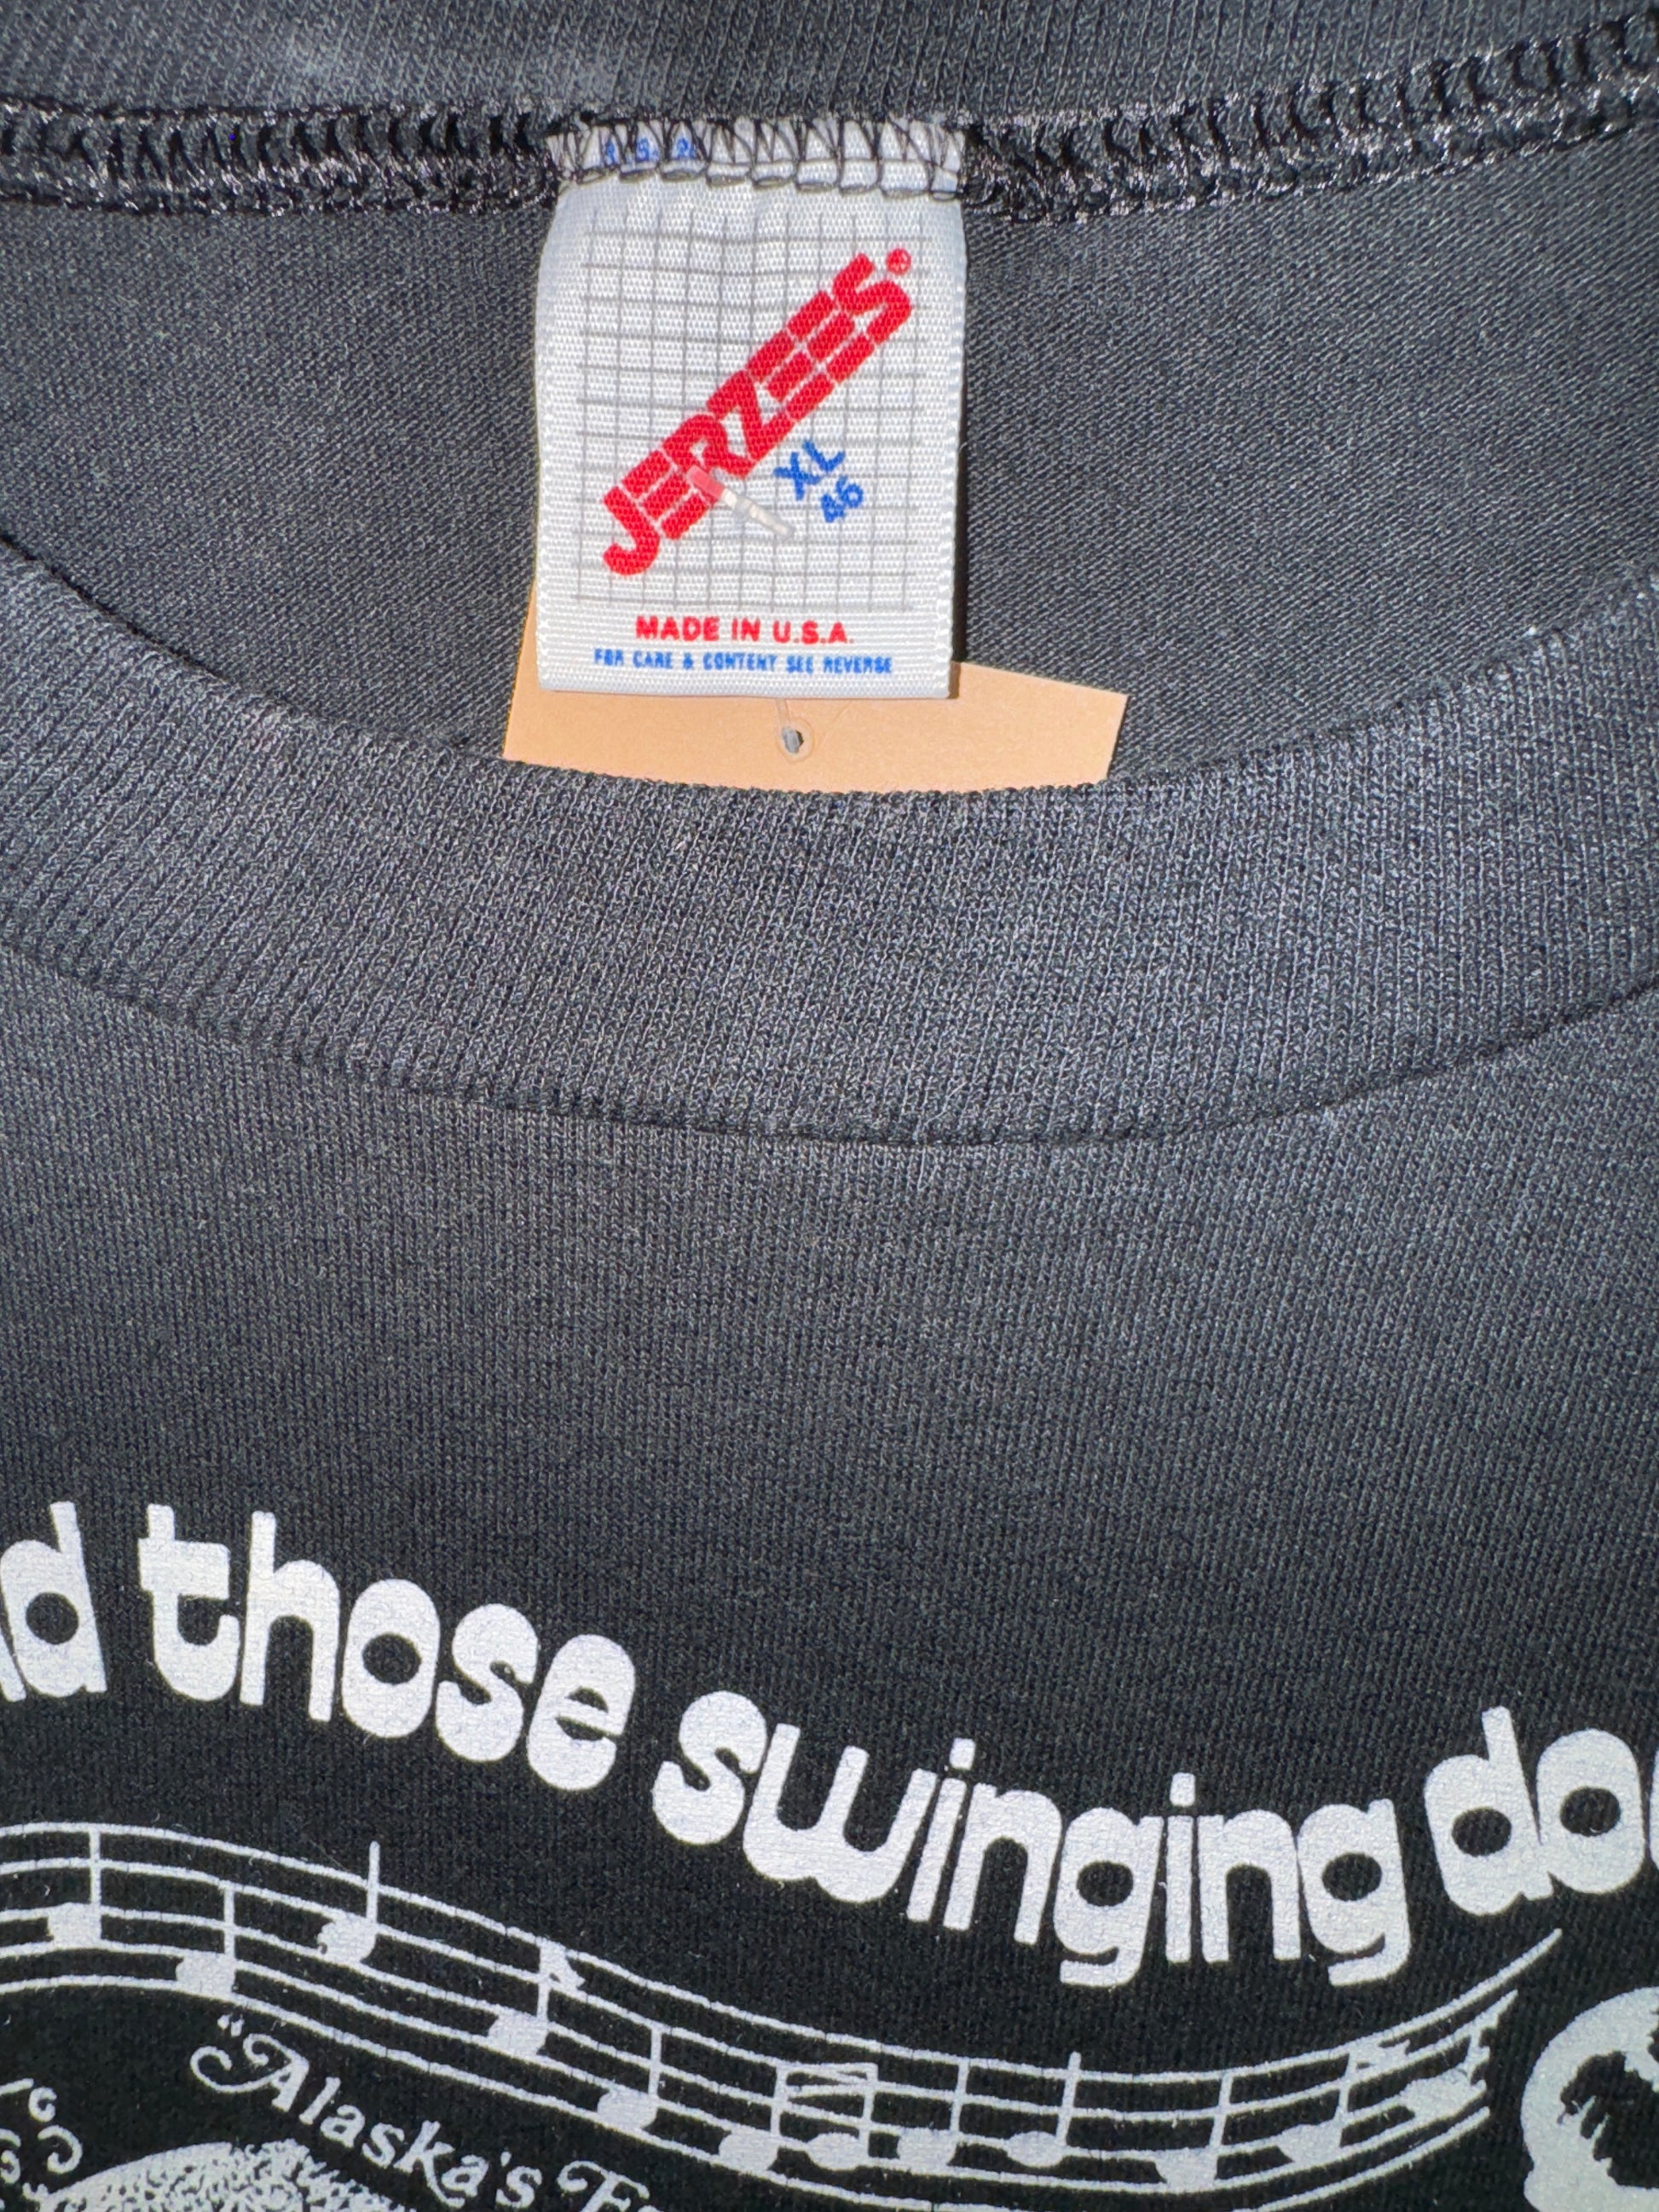 JERZEES®
XL
46
MADE IN U.S.A.
FOR CARE & CONTENT SEE REVERSE
those swinging
"Alaska's